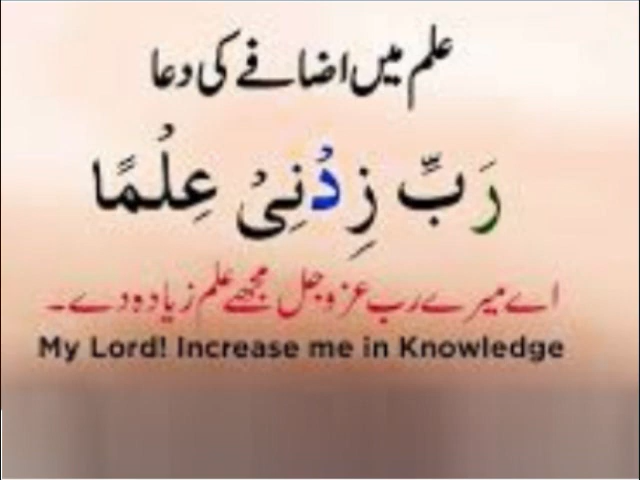 علم میں اضافے کی دعا
رَبِّ زِدْنِیْ عِلْمًا
اے میرے رب عزوجل مجھے علم زیادہ دے۔
My Lord! Increase me in Knowledge